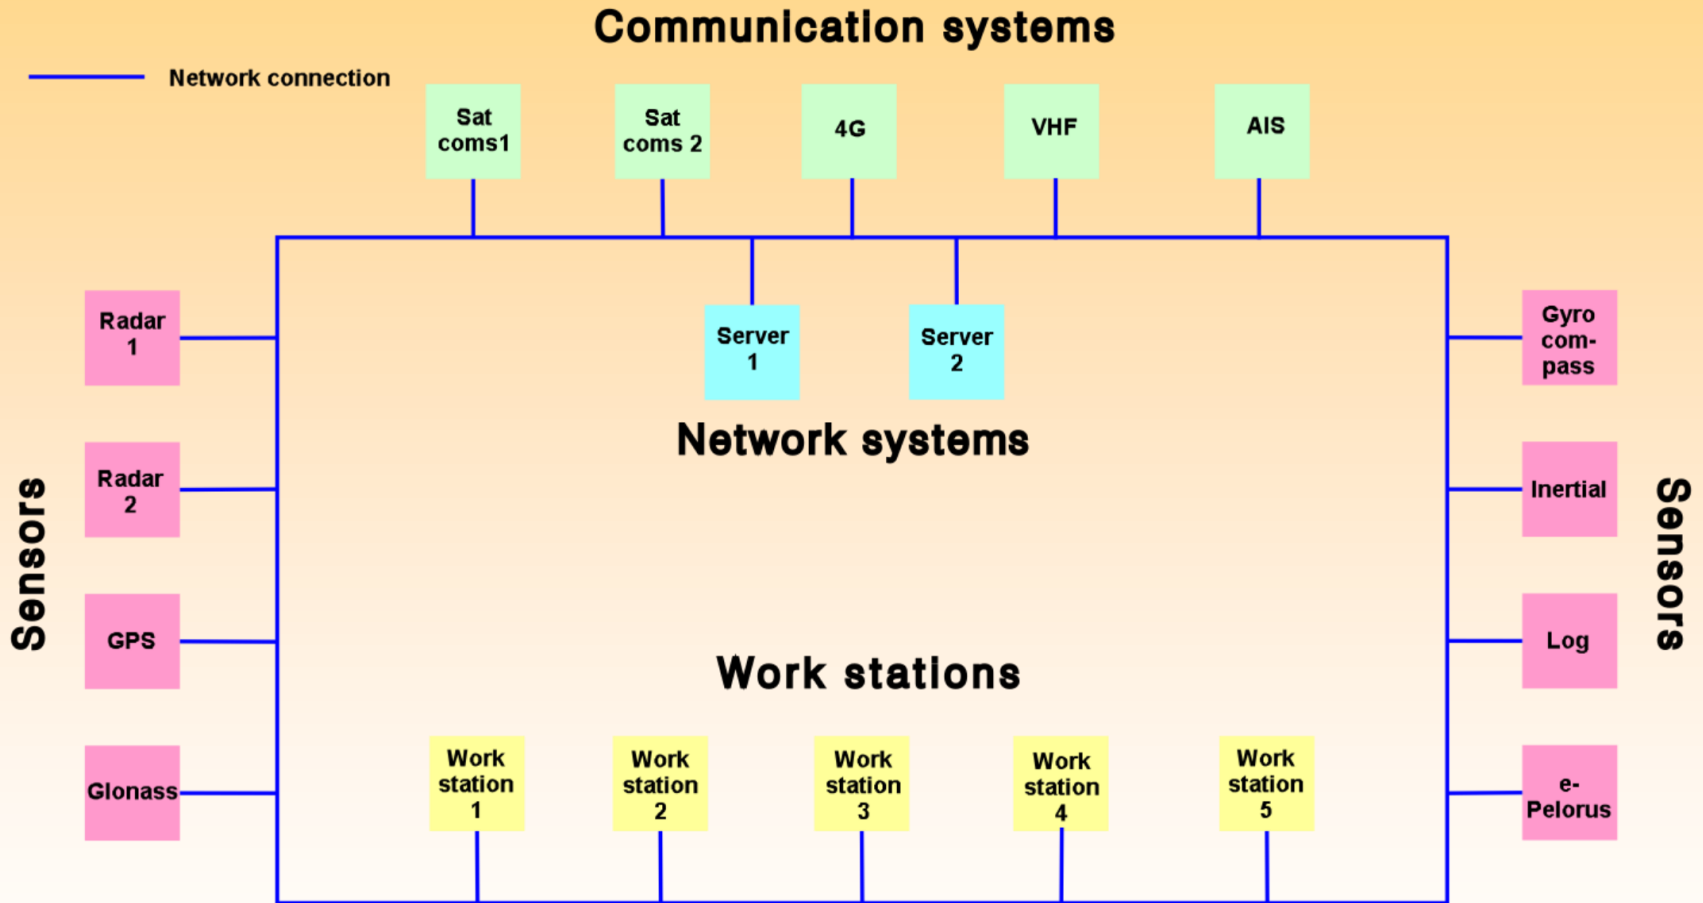 Communication systems
Network connection
Sat
coms1
Sat
coms 2
4G
VHF
AIS
Server
1
Server
2
Network systems
Radar
1
Radar
2
GPS
Glonass
Sensors
Gyro
com-
pass
Inertial
Log
e-
Pelorus
Sensors
Work stations
Work
station
1
Work
station
2
Work
station
3
Work
station
4
Work
station
5